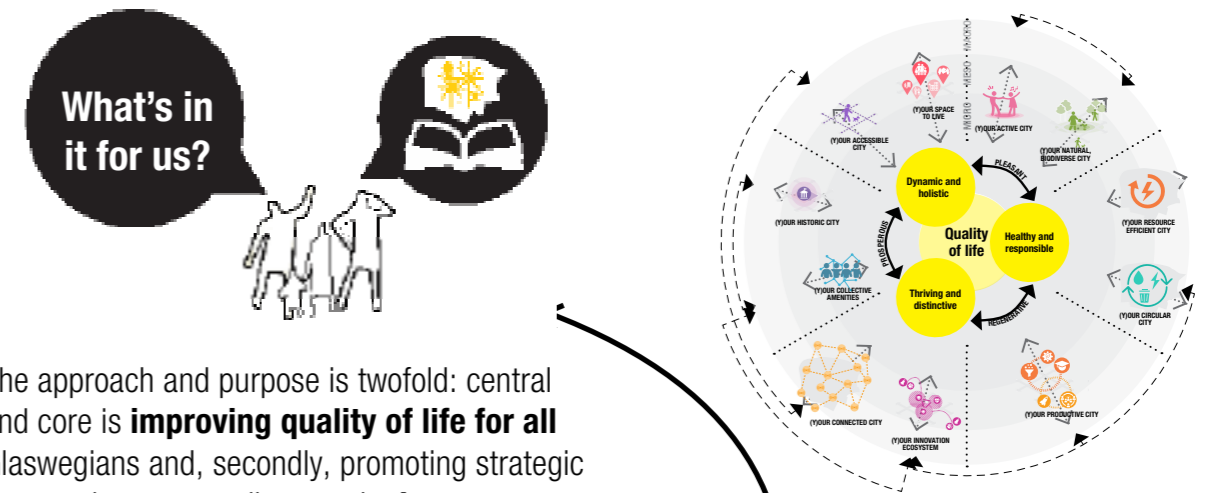 What's in
it for us?
he approach and purpose is twofold: central
nd core is improving quality of life for all
laswegians and, secondly, promoting strategic
MICRO MESO MACRO
(Y)OUR SPACE
TO LIVE
(Y)OUR ACTIVE CITY
(Y)OUR ACCESSIBLE
CITY
(Y)OUR NATURAL,
BIODIVERSE CITY
(Y)OUR HISTORIC CITY
(Y)OUR RESOURCE
EFFICIENT CITY
(Y)OUR COLLECTIVE
AMENITIES
(Y)OUR CIRCULAR
CITY
(Y)OUR CONNECTED CITY
(Y)OUR INNOVATION
ECOSYSTEM
(Y)OUR PRODUCTIVE CITY
Dynamic and
holistic
PLEASANT
Quality
of life
Healthy and
responsible
PROSPEROUS
Thriving and
distinctive
REGENERATIVE